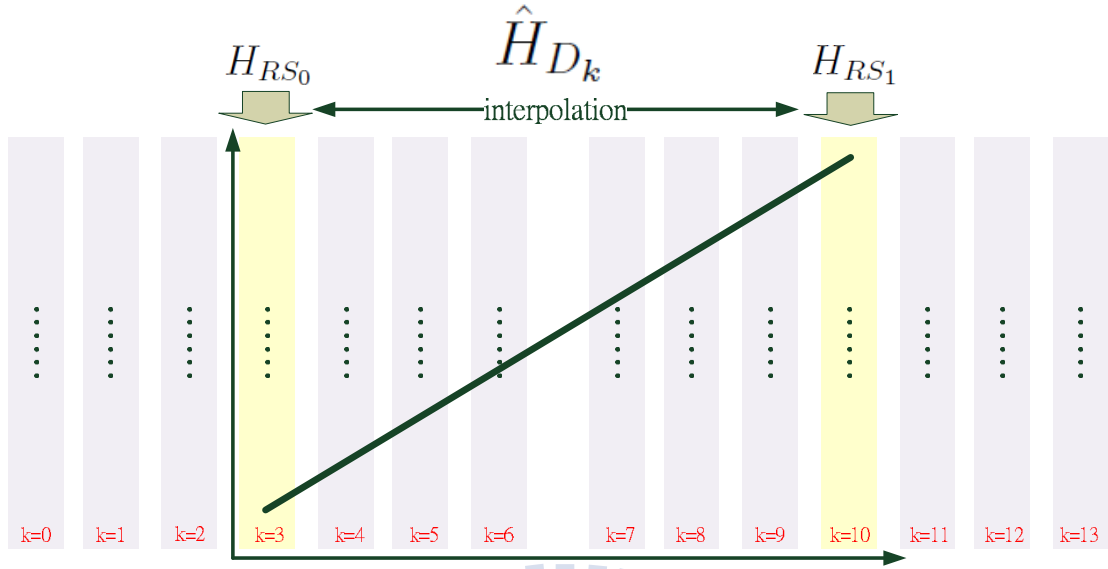 H_{RS_0} \hat{H}_{D_k} H_{RS_1}
interpolation
k=0 k=1 k=2 k=3 k=4 k=5 k=6 k=7 k=8 k=9 k=10 k=11 k=12 k=13